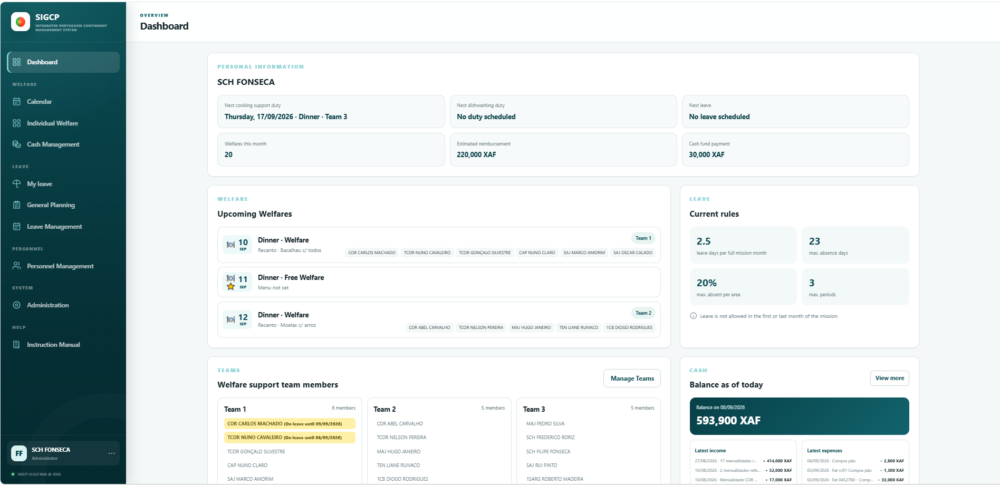 SIGCP
INTEGRATED PORTUGUESE CONTINGENT
MANAGEMENT SYSTEM
Dashboard
WELFARE
Calendar
Individual Welfare
Cash Management
LEAVE
My leave
General Planning
Leave Management
PERSONNEL
Personnel Management
SYSTEM
Administration
HELP
Instruction Manual
FF
SCH FONSECA
Administrator
SIGCP v2.6.0 Web @ 2026
OVERVIEW
Dashboard
PERSONAL INFORMATION
SCH FONSECA
Next cooking support duty
Thursday, 17/09/2026 · Dinner · Team 3
Next dishwashing duty
No duty scheduled
Next leave
No leave scheduled
Welfares this month
20
Estimated reimbursement
220,000 XAF
Cash fund payment
30,000 XAF
WELFARE
Upcoming Welfares
10
SEP
Dinner · Welfare
Recanto · Bacalhau c/ todos
Team 1
COR CARLOS MACHADO TCOR NUNO CAVALEIRO TCOR GONÇALO SILVESTRE CAP NUNO CLARO SAJ MARCO AMORIM SAJ OSCAR CALADO
11
SEP
Dinner · Free Welfare
Menu not set
12
SEP
Dinner · Welfare
Recanto · Moelas c/ arroz
Team 2
COR ABEL CARVALHO TCOR NELSON PEREIRA MAJ HUGO JANEIRO TEN LIANE RUIVACO 1CB DIOGO RODRIGUES
LEAVE
Current rules
2.5
leave days per full mission month
23
max. absence days
20%
max. absent per area
3
max. periods
Leave is not allowed in the first or last month of the mission.
TEAMS
Welfare support team members
Manage Teams
Team 1
6 members
COR CARLOS MACHADO (On leave until 09/09/2026)
TCOR NUNO CAVALEIRO (On leave until 08/09/2026)
TCOR GONÇALO SILVESTRE
CAP NUNO CLARO
SAJ MARCO AMORIM
Team 2
5 members
COR ABEL CARVALHO
TCOR NELSON PEREIRA
MAJ HUGO JANEIRO
TEN LIANE RUIVACO
1CB DIOGO RODRIGUES
Team 3
5 members
MAJ PEDRO SILVA
SCH FREDERICO RORIZ
SCH FILIPE FONSECA
SAJ RUI PINTO
1SARG ROBERTO MADEIRA
CASH
Balance as of today
View more
Balance on 08/09/2026
593,900 XAF
Latest income
27/08/2026 · 17 mensalidades r... + 414,000 XAF
10/08/2026 · 2 mensalidades refe... + 52,000 XAF
10/08/2026 · Mensalidade COR ... + 17,000 XAF
Latest expenses
04/09/2026 · Compra pão − 2,800 XAF
03/09/2026 · Fat v/01 Compra pão − 1,300 XAF
02/09/2026 · Fat 0452780 · Comp... − 33,000 XAF